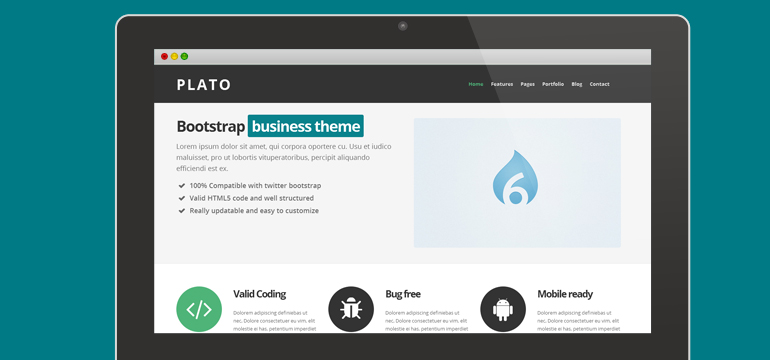 PLATO
Home Features Pages Portfolio Blog Contact
Bootstrap business theme
Lorem ipsum dolor sit amet, qui corpora oportere cu. Usu et iudico
maluisset, pro ut lobortis vituperatoribus, percipit aliquando
efficiendi est ex.
100% Compatible with twitter bootstrap
Valid HTML5 code and well structured
Really updatable and easy to customize
6
Valid Coding
Dolorem adipiscing definiebas ut
nec. Dolore consectetuer eu vim, elit
molestie ei has, petentium imperdiet
Bug free
Dolorem adipiscing definiebas ut
nec. Dolore consectetuer eu vim, elit
molestie ei has, petentium imperdiet
Mobile ready
Dolorem adipiscing definiebas ut
nec. Dolore consectetuer eu vim, elit
molestie ei has, petentium imperdiet